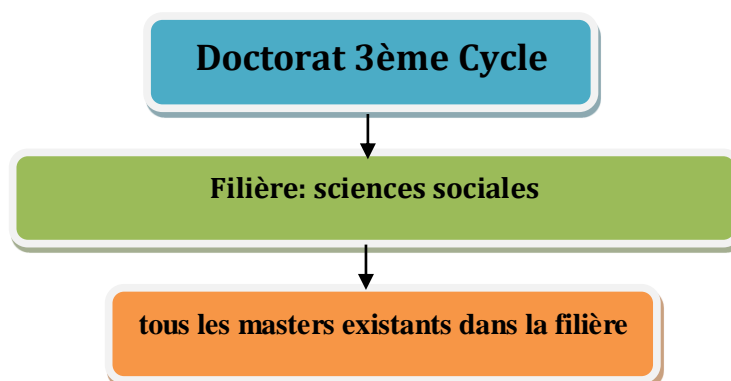 Doctorat 3ème Cycle
Filière: sciences sociales
tous les masters existants dans la filière